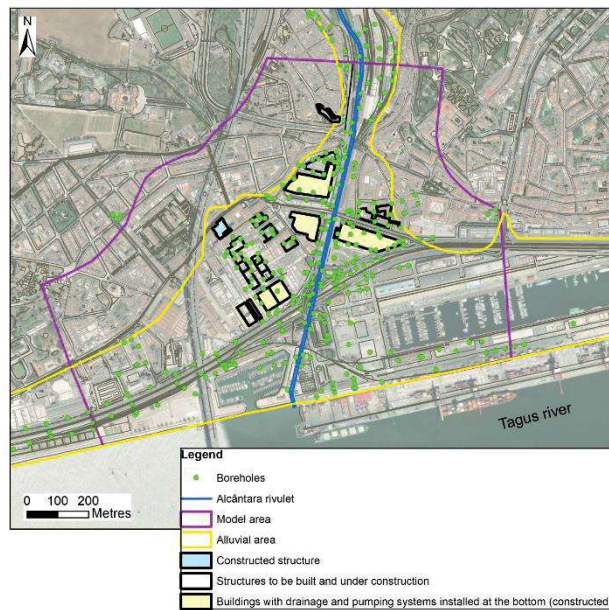 N
Tagus river
0 100 200
Metres
Legend
Boreholes
Alcântara rivulet
Model area
Alluvial area
Constructed structure
Structures to be built and under construction
Buildings with drainage and pumping systems installed at the bottom (constructed